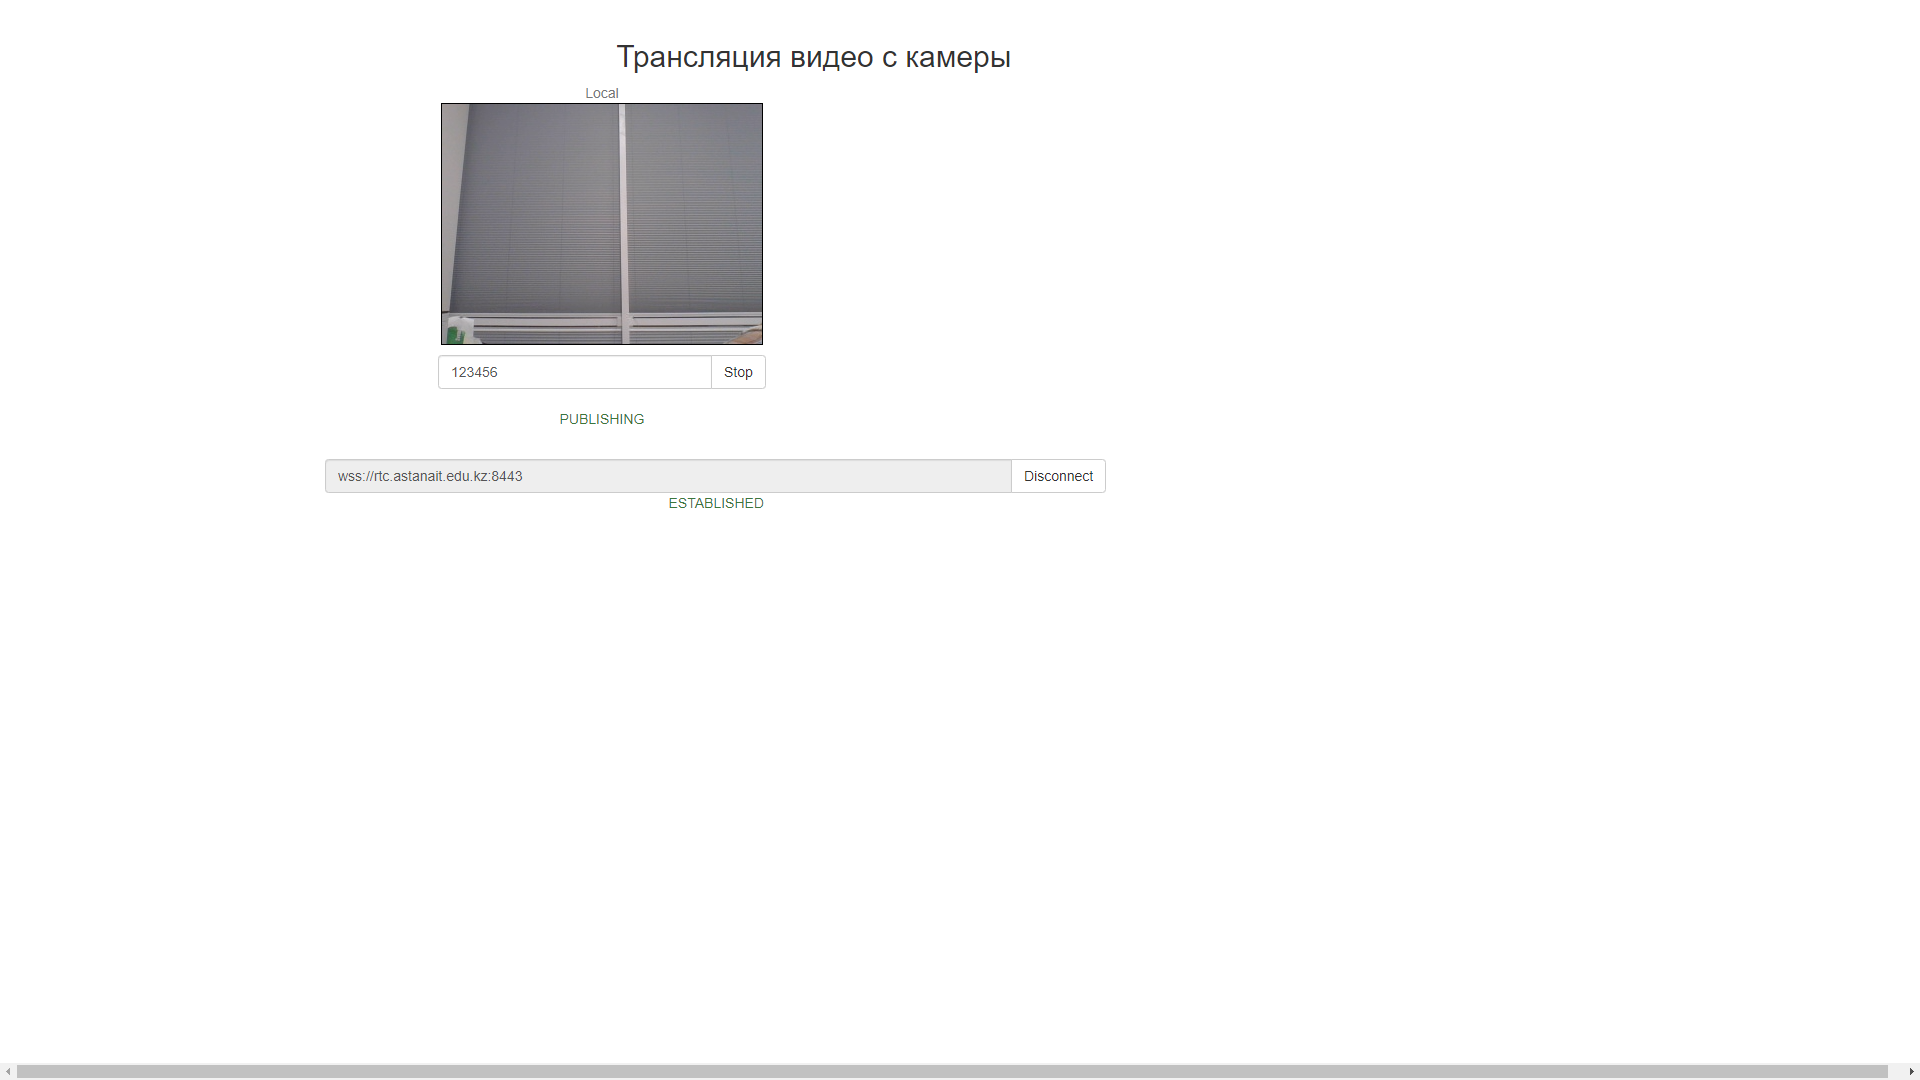 Трансляция видео с камеры
Local
123456
Stop
PUBLISHING
wss://rtc.astanait.edu.kz:8443
Disconnect
ESTABLISHED